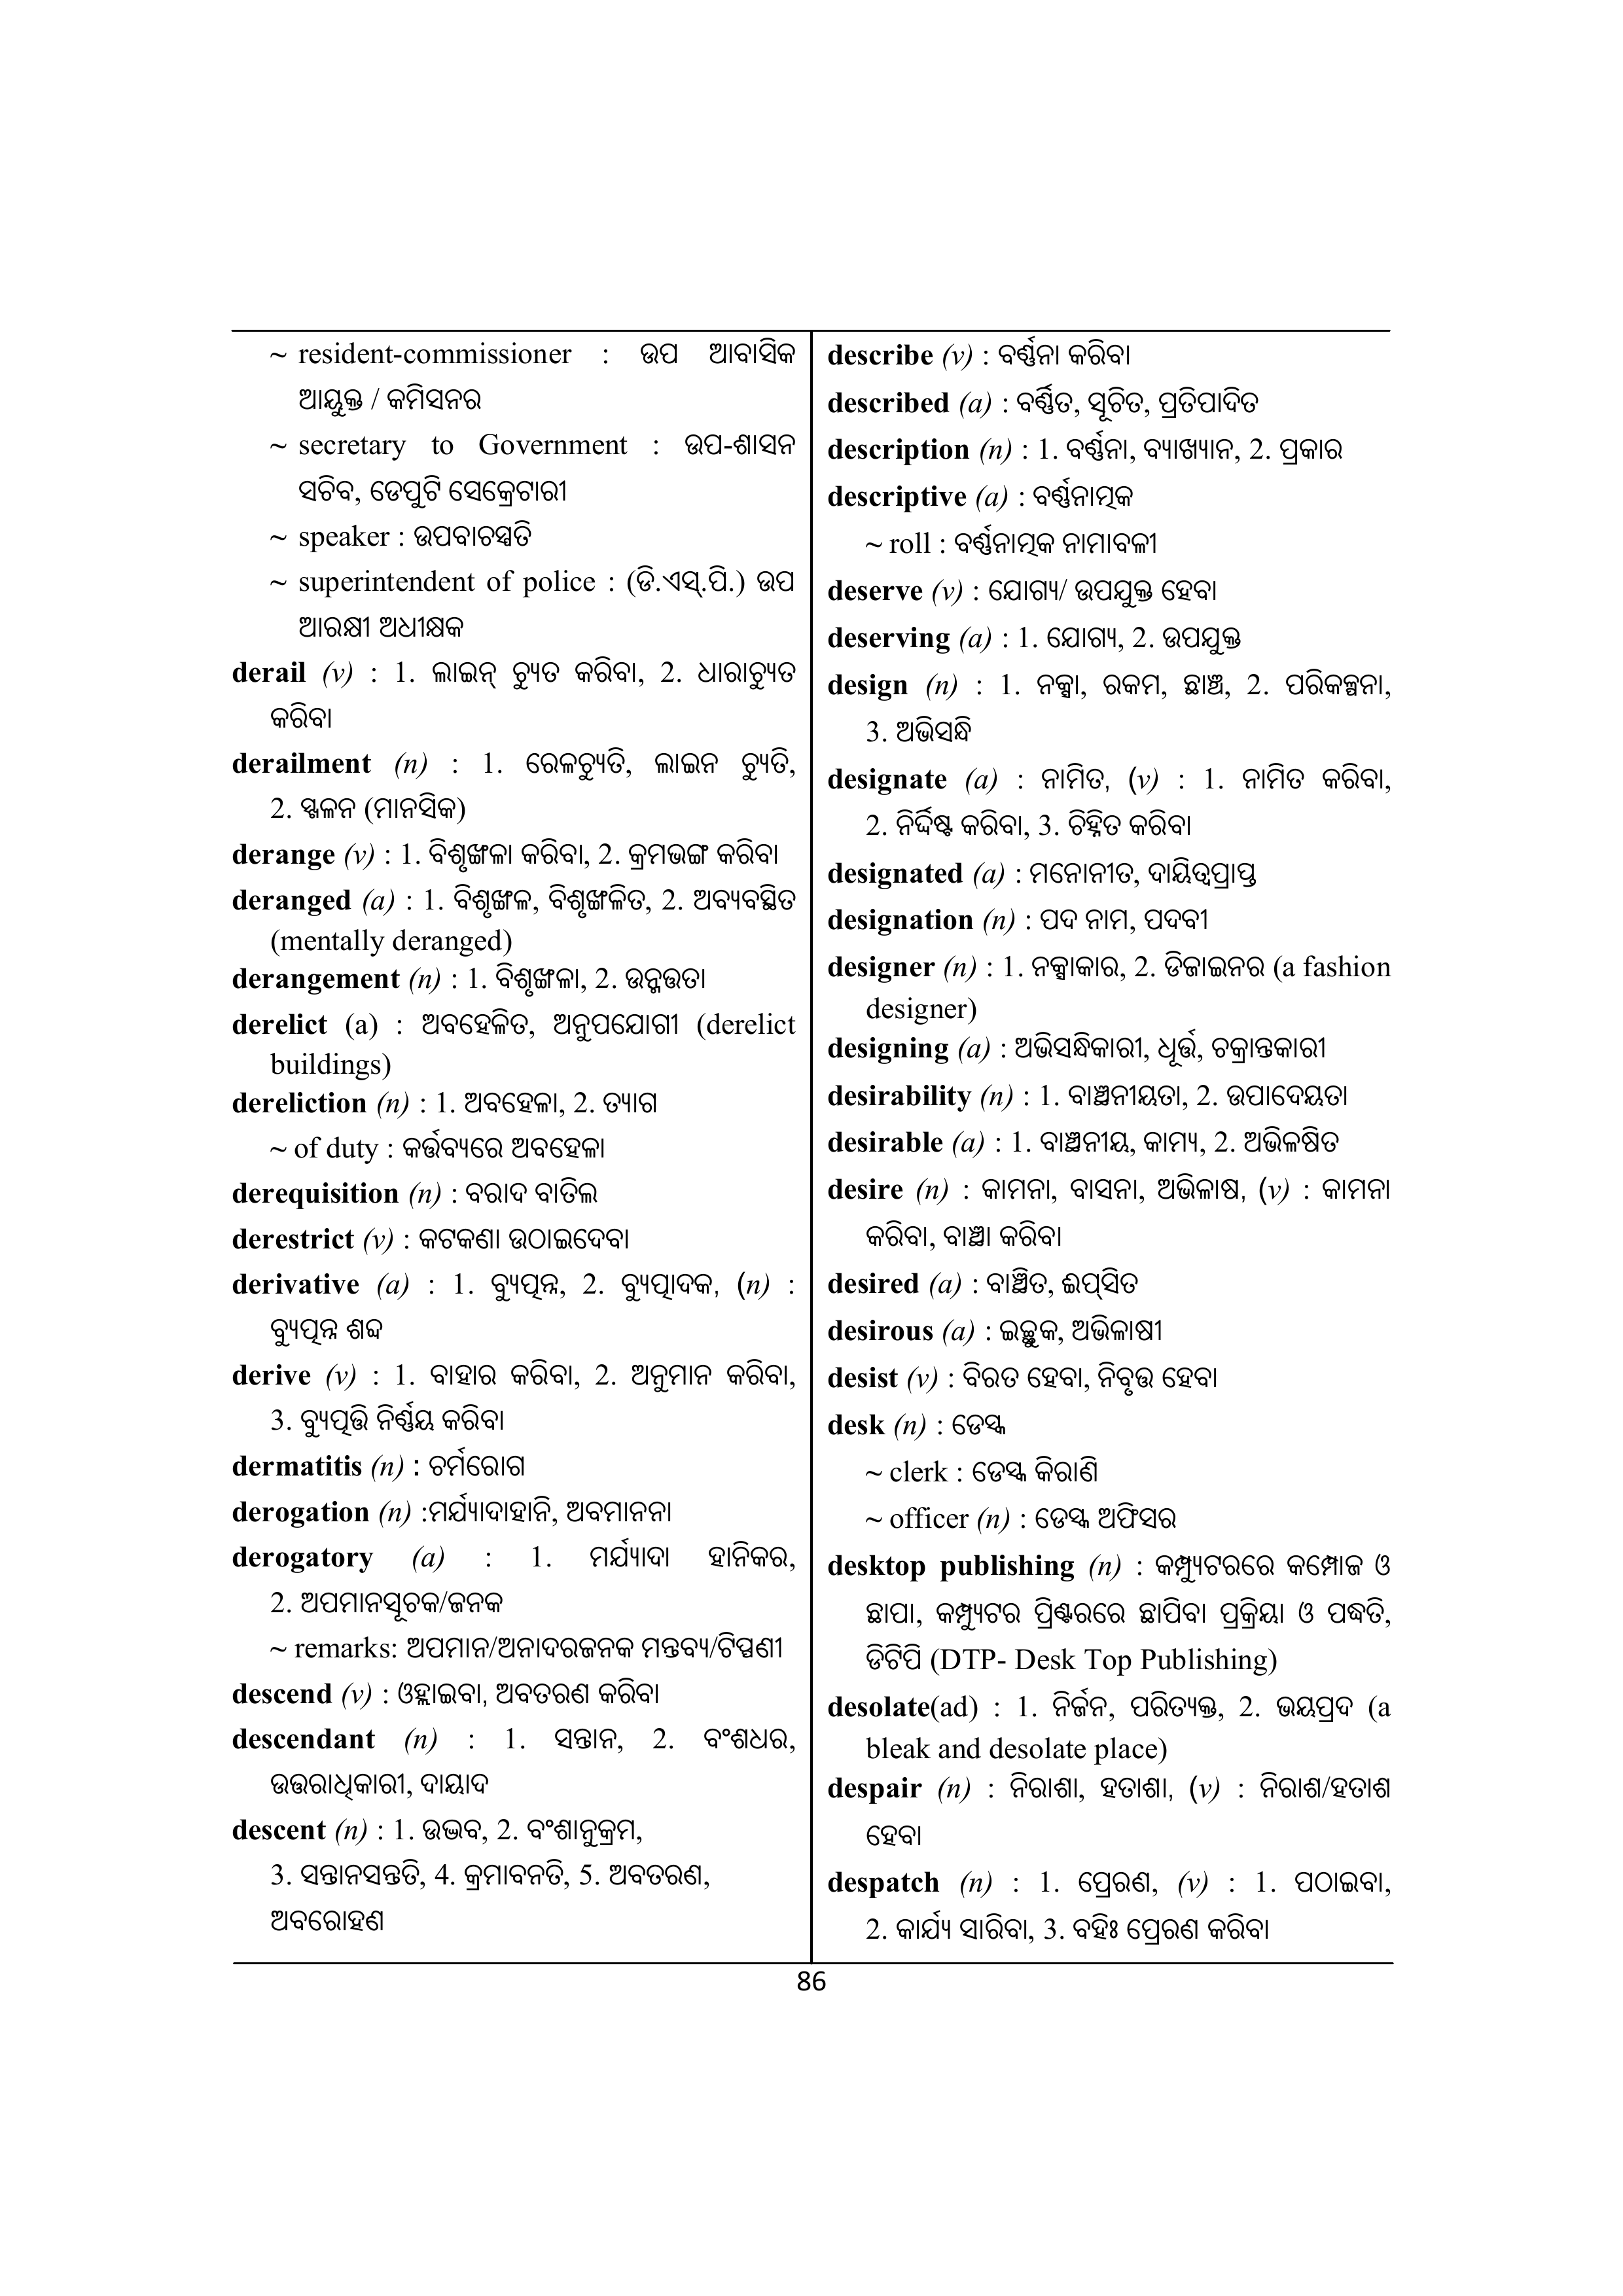 ~ resident-commissioner : ଉପ ଆବାସିକ
ଆୟୁକ୍ତ / କମିସନର
~ secretary to Government : ଉପ-ଶାସନ
ସଚିବ, ଡେପୁଟି ସେକ୍ରେଟାରୀ
~ speaker : ଉପବାଚସ୍ପତି
~ superintendent of police : (ଡି.ଏସ୍.ପି.) ଉପ
ଆରକ୍ଷୀ ଅଧୀକ୍ଷକ
derail (v) : 1. ଲାଇନ୍ ଚ୍ୟୁତ କରିବା, 2. ଧାରାଚ୍ୟୁତ
କରିବା
derailment (n) : 1. ରେଳଚ୍ୟୁତି, ଲାଇନ ଚ୍ୟୁତି,
2. ସ୍ଖଳନ (ମାନସିକ)
derange (v) : 1. ବିଶୃଙ୍ଖଳା କରିବା, 2. କ୍ରମଭଙ୍ଗ କରିବା
deranged (a) : 1. ବିଶୃଙ୍ଖଳ, ବିଶୃଙ୍ଖଳିତ, 2. ଅବ୍ୟବସ୍ଥିତ
(mentally deranged)
derangement (n) : 1. ବିଶୃଙ୍ଖଳା, 2. ଉନ୍ମତ୍ତତା
derelict (a) : ଅବହେଳିତ, ଅନୁପଯୋଗୀ (derelict
buildings)
dereliction (n) : 1. ଅବହେଳା, 2. ତ୍ୟାଗ
~ of duty : କର୍ତ୍ତବ୍ୟରେ ଅବହେଳା
derequisition (n) : ବରାଦ ବାତିଲ
derestrict (v) : କଟକଣା ଉଠାଇଦେବା
derivative (a) : 1. ବ୍ୟୁତ୍ପନ୍ନ, 2. ବ୍ୟୁତ୍ପାଦକ, (n) :
ବ୍ୟୁତ୍ପନ୍ନ ଶବ୍ଦ
derive (v) : 1. ବାହାର କରିବା, 2. ଅନୁମାନ କରିବା,
3. ବ୍ୟୁତ୍ପତ୍ତି ନିର୍ଣ୍ଣୟ କରିବା
dermatitis (n) : ଚର୍ମରୋଗ
derogation (n) :ମର୍ଯ୍ୟାଦାହାନି, ଅବମାନନା
derogatory (a) : 1. ମର୍ଯ୍ୟାଦା ହାନିକର,
2. ଅପମାନସୂଚକ/ଜନକ
~ remarks: ଅପମାନ/ଅନାଦରଜନକ ମନ୍ତବ୍ୟ/ଟିପ୍ପଣୀ
descend (v) : ଓହ୍ଲାଇବା, ଅବତରଣ କରିବା
descendant (n) : 1. ସନ୍ତାନ, 2. ବଂଶଧର,
ଉତ୍ତରାଧିକାରୀ, ଦାୟାଦ
descent (n) : 1. ଉଦ୍ଭବ, 2. ବଂଶାନୁକ୍ରମ,
3. ସନ୍ତାନସନ୍ତତି, 4. କ୍ରମାବନତି, 5. ଅବତରଣ,
ଅବରୋହଣ
describe (v) : ବର୍ଣ୍ଣନା କରିବା
described (a) : ବର୍ଣ୍ଣିତ, ସୂଚିତ, ପ୍ରତିପାଦିତ
description (n) : 1. ବର୍ଣ୍ଣନା, ବ୍ୟାଖ୍ୟାନ, 2. ପ୍ରକାର
descriptive (a) : ବର୍ଣ୍ଣନାତ୍ମକ
~ roll : ବର୍ଣ୍ଣନାତ୍ମକ ନାମାବଳୀ
deserve (v) : ଯୋଗ୍ୟ/ ଉପଯୁକ୍ତ ହେବା
deserving (a) : 1. ଯୋଗ୍ୟ, 2. ଉପଯୁକ୍ତ
design (n) : 1. ନକ୍ସା, ରକମ, ଛାଞ୍ଚ, 2. ପରିକଳ୍ପନା,
3. ଅଭିସନ୍ଧି
designate (a) : ନାମିତ, (v) : 1. ନାମିତ କରିବା,
2. ନିର୍ଦ୍ଦିଷ୍ଟ କରିବା, 3. ଚିହ୍ନିତ କରିବା
designated (a) : ମନୋନୀତ, ଦାୟିତ୍ୱପ୍ରାପ୍ତ
designation (n) : ପଦ ନାମ, ପଦବୀ
designer (n) : 1. ନକ୍ସାକାର, 2. ଡିଜାଇନର (a fashion
designer)
designing (a) : ଅଭିସନ୍ଧିକାରୀ, ଧୂର୍ତ୍ତ, ଚକ୍ରାନ୍ତକାରୀ
desirability (n) : 1. ବାଞ୍ଛନୀୟତା, 2. ଉପାଦେୟତା
desirable (a) : 1. ବାଞ୍ଛନୀୟ, କାମ୍ୟ, 2. ଅଭିଳଷିତ
desire (n) : କାମନା, ବାସନା, ଅଭିଳାଷ, (v) : କାମନା
କରିବା, ବାଞ୍ଛା କରିବା
desired (a) : ବାଞ୍ଛିତ, ଈପ୍‌ସିତ
desirous (a) : ଇଚ୍ଛୁକ, ଅଭିଳାଷୀ
desist (v) : ବିରତ ହେବା, ନିବୃତ୍ତ ହେବା
desk (n) : ଡେସ୍କ
~ clerk : ଡେସ୍କ କିରାଣି
~ officer (n) : ଡେସ୍କ ଅଫିସର
desktop publishing (n) : କମ୍ପ୍ୟୁଟରରେ କମ୍ପୋଜ ଓ
ଛାପା, କମ୍ପ୍ୟୁଟର ପ୍ରିଣ୍ଟରରେ ଛାପିବା ପ୍ରକ୍ରିୟା ଓ ପଦ୍ଧତି,
ଡିଟିପି (DTP- Desk Top Publishing)
desolate(ad) : 1. ନିର୍ଜନ, ପରିତ୍ୟକ୍ତ, 2. ଭୟପ୍ରଦ (a
bleak and desolate place)
despair (n) : ନିରାଶା, ହତାଶା, (v) : ନିରାଶ/ହତାଶ
ହେବା
despatch (n) : 1. ପ୍ରେରଣ, (v) : 1. ପଠାଇବା,
2. କାର୍ଯ୍ୟ ସାରିବା, 3. ବହିଃ ପ୍ରେରଣ କରିବା
86